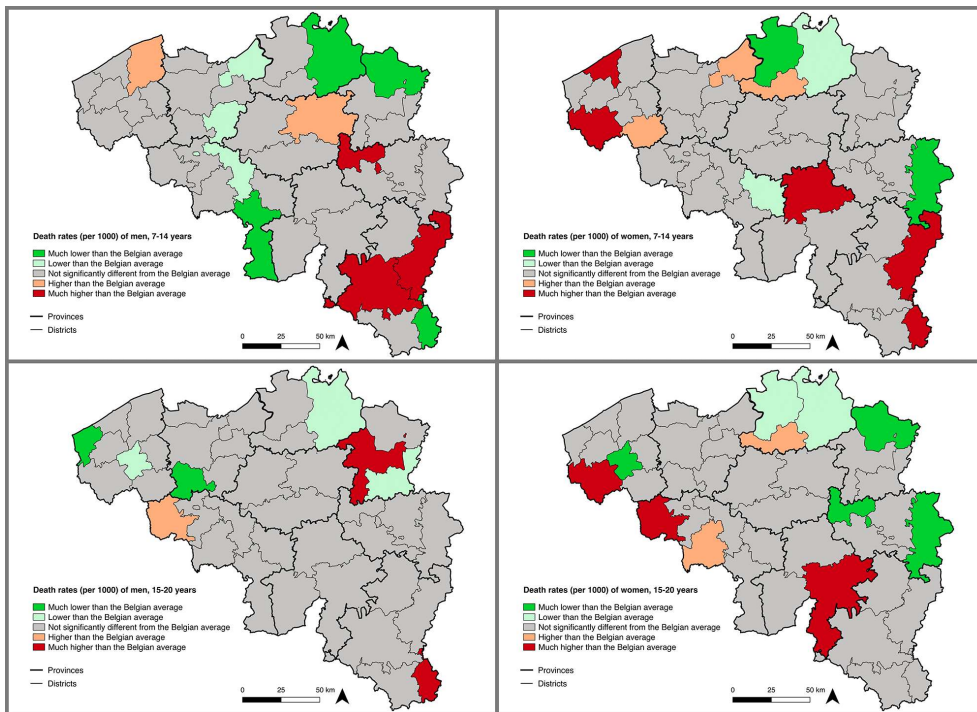 Death rates (per 1000) of men, 7-14 years
Much lower than the Belgian average
Lower than the Belgian average
Not significantly different from the Belgian average
Higher than the Belgian average
Much higher than the Belgian average
Provinces
Districts
0 25 50 km
Death rates (per 1000) of women, 7-14 years
Much lower than the Belgian average
Lower than the Belgian average
Not significantly different from the Belgian average
Higher than the Belgian average
Much higher than the Belgian average
Provinces
Districts
0 25 50 km
Death rates (per 1000) of men, 15-20 years
Much lower than the Belgian average
Lower than the Belgian average
Not significantly different from the Belgian average
Higher than the Belgian average
Much higher than the Belgian average
Provinces
Districts
0 25 50 km
Death rates (per 1000) of women, 15-20 years
Much lower than the Belgian average
Lower than the Belgian average
Not significantly different from the Belgian average
Higher than the Belgian average
Much higher than the Belgian average
Provinces
Districts
0 25 50 km